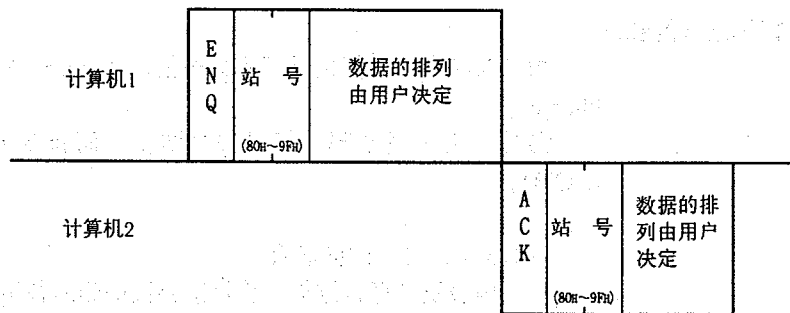 计算机1
E
N
Q
站 号
(80H~9FH)
数据的排列
由用户决定
计算机2
A
C
K
站 号
(80H~9FH)
数据的排
列由用户
决定